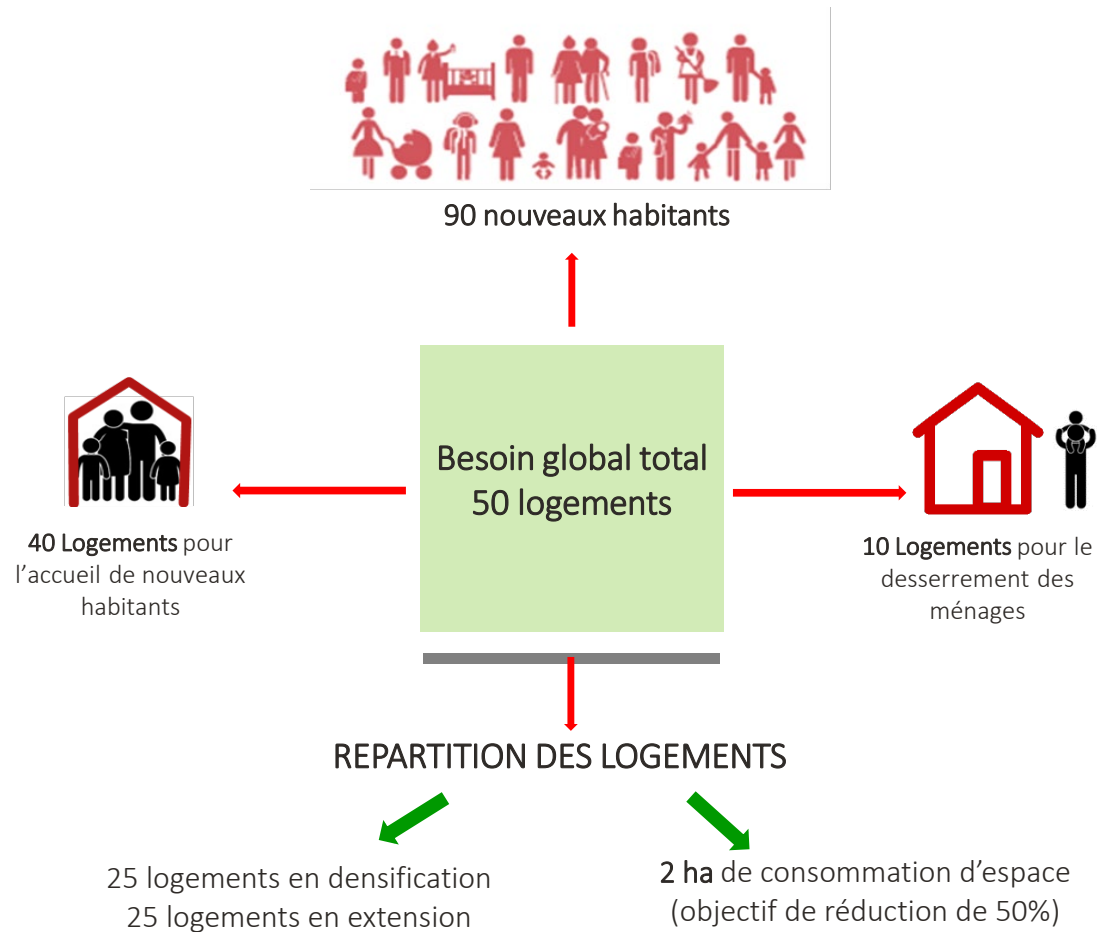 90 nouveaux habitants
Besoin global total
50 logements
40 Logements pour
l'accueil de nouveaux
habitants
10 Logements pour le
desserrement des
ménages
REPARTITION DES LOGEMENTS
25 logements en densification
25 logements en extension
2 ha de consommation d'espace
(objectif de réduction de 50%)